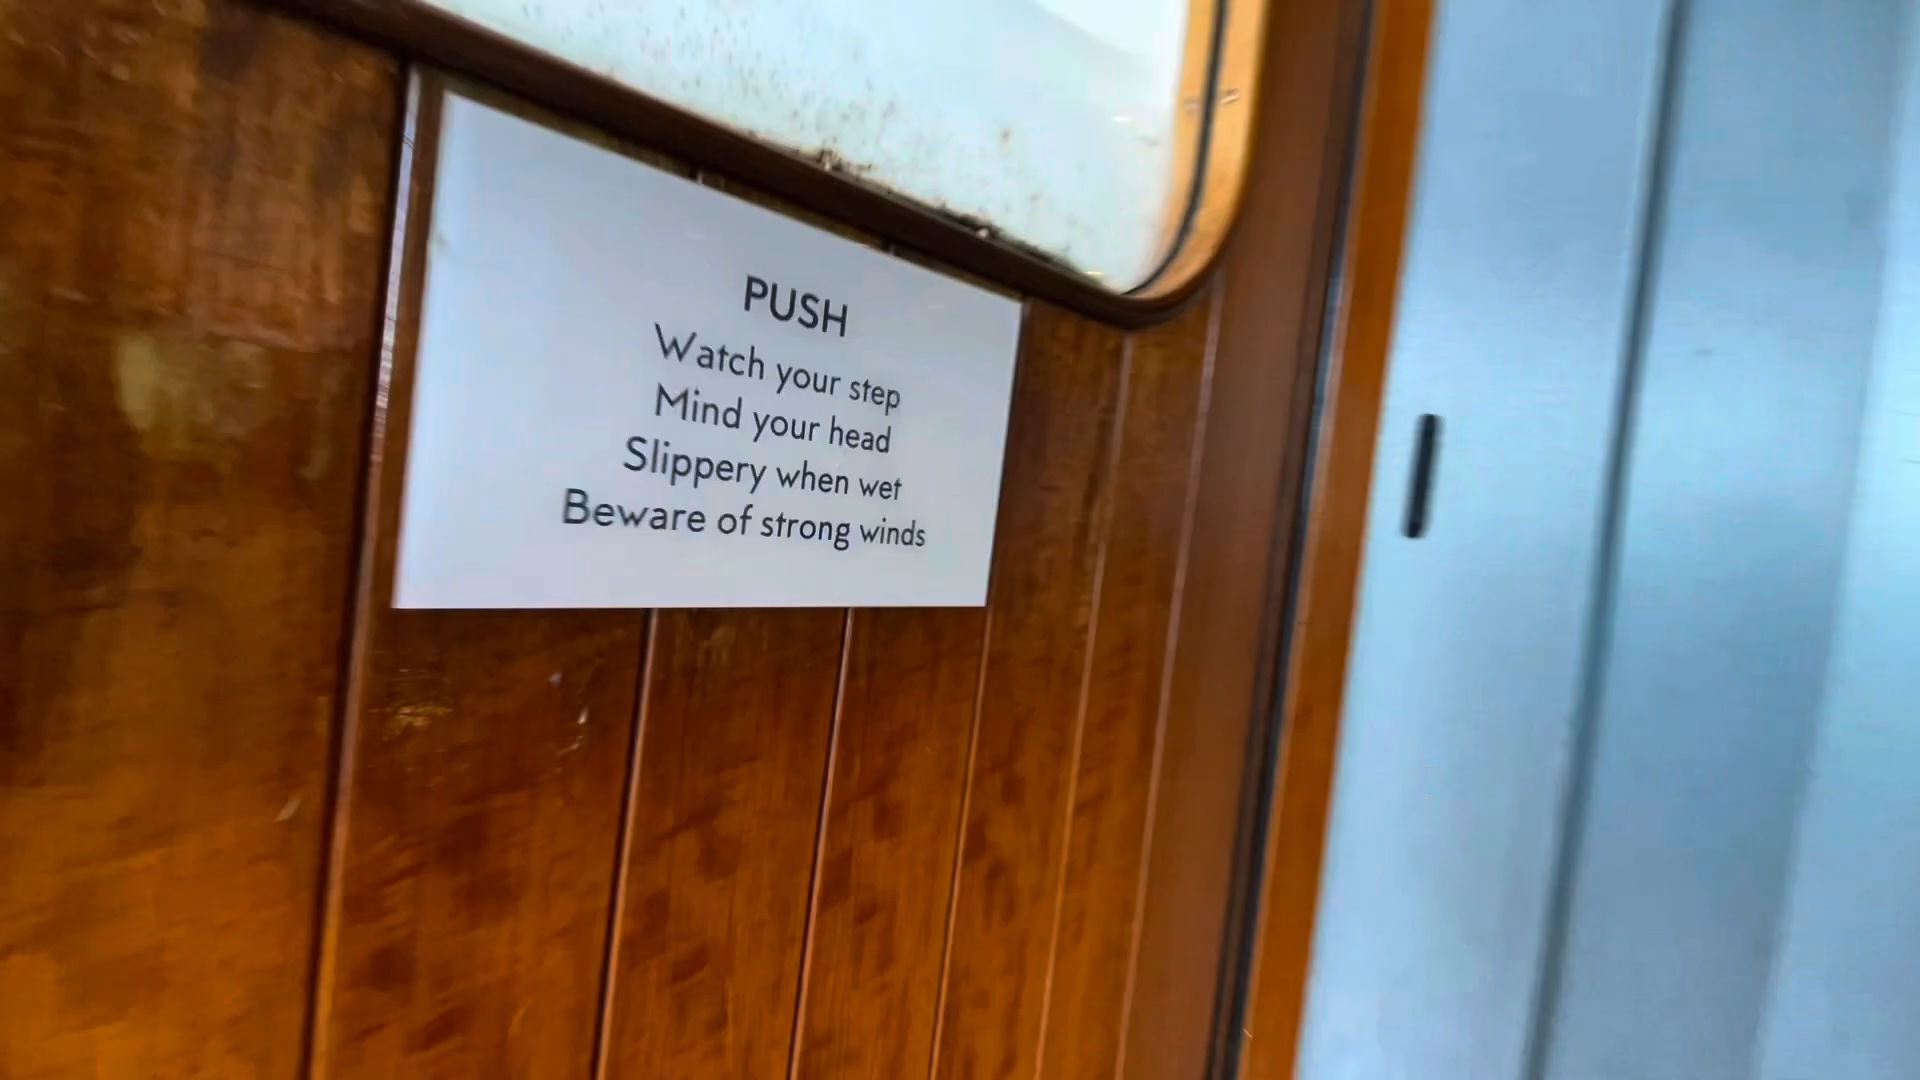 PUSH
Watch your step
Mind your head
Slippery when wet
Beware of strong winds